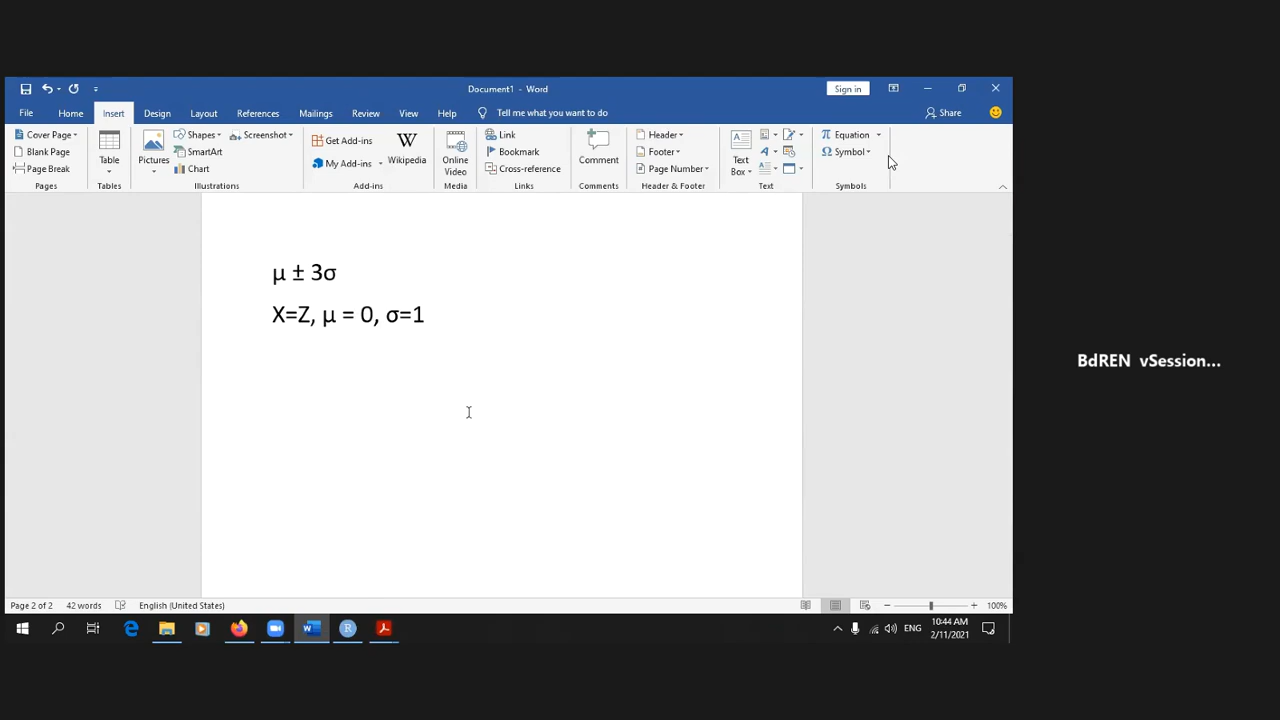 Document1 - Word
Sign in
File Home Insert Design Layout References Mailings Review View Help Tell me what you want to do Share
Cover Page
Blank Page
Page Break
Pages
Table
Tables
Pictures
Shapes
SmartArt
Chart
Screenshot
Illustrations
Get Add-ins
My Add-ins
Wikipedia
Add-ins
Online Video
Media
Link
Bookmark
Cross-reference
Links
Comment
Comments
Header
Footer
Page Number
Header & Footer
Text Box
Text
π Equation
Ω Symbol
Symbols
μ ± 3σ
X=Z, μ = 0, σ=1
BdREN vSession...
Page 2 of 2 42 words English (United States) 100%
ENG
10:44 AM
2/11/2021